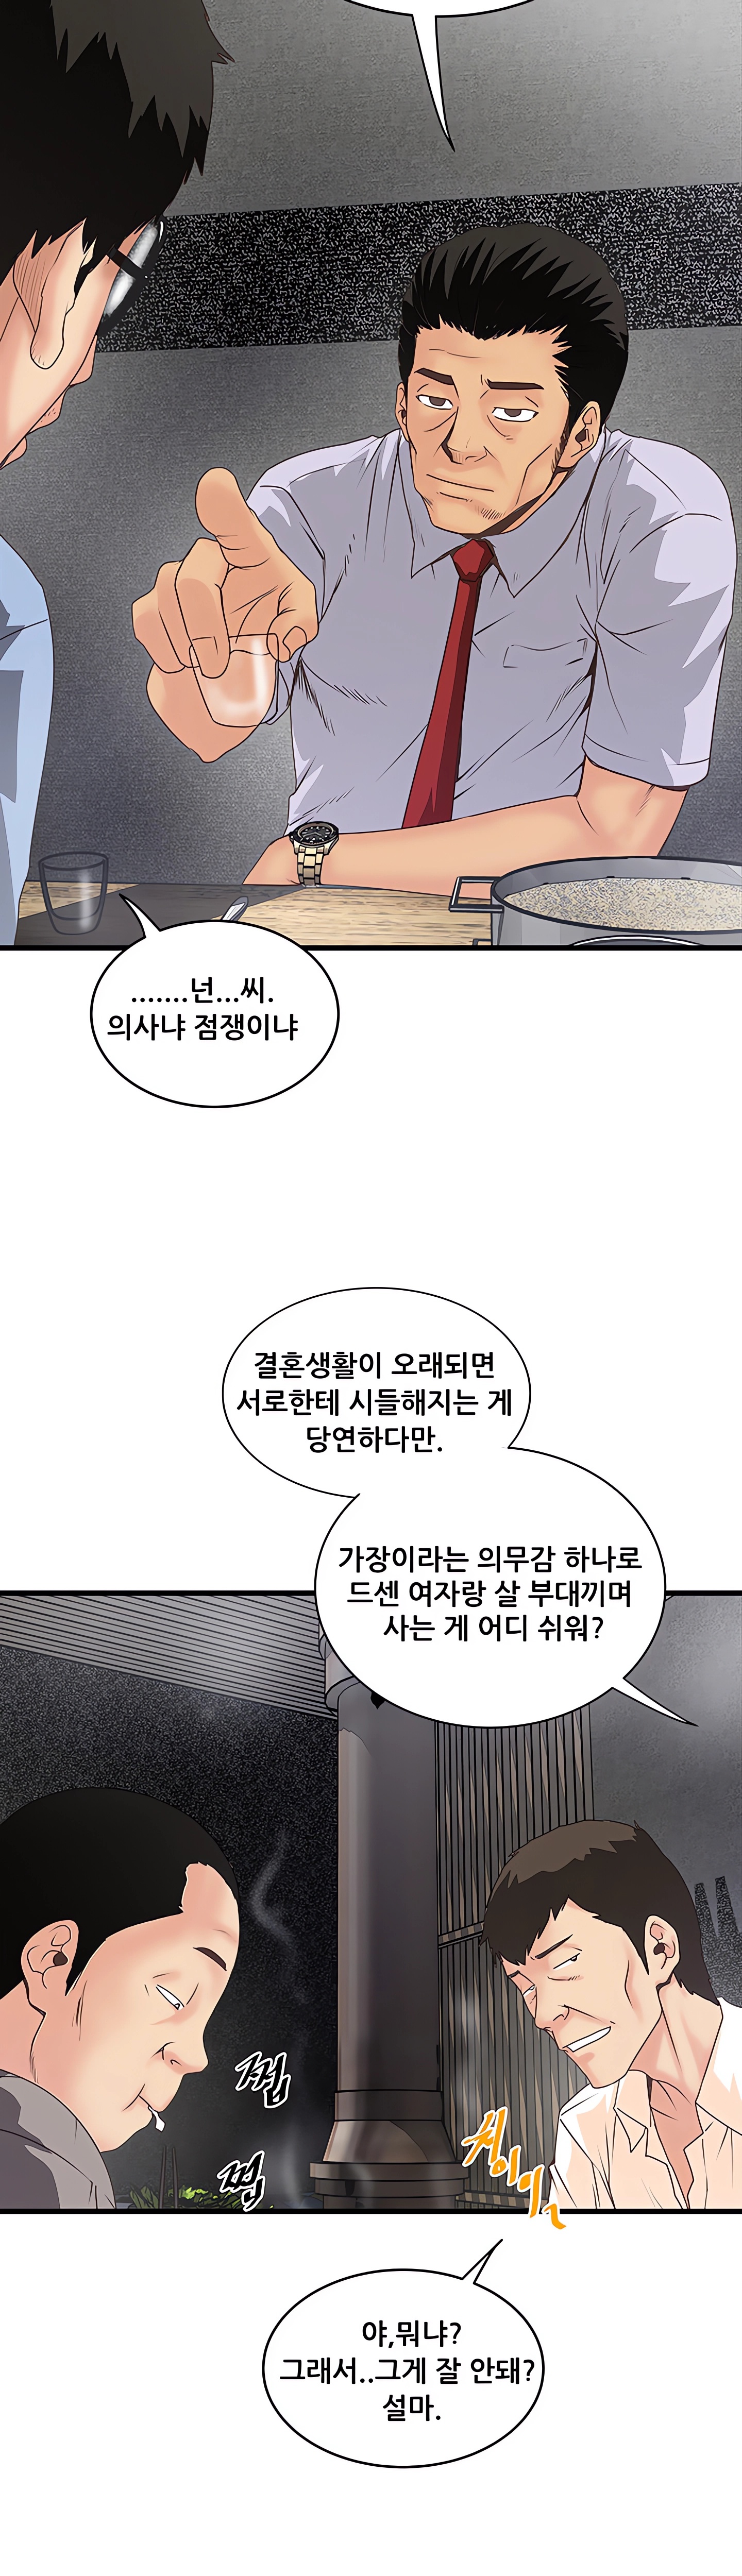 .......넌...씨.
의사냐 점쟁이냐
결혼생활이 오래되면
서로한테 시들해지는 게
당연하다만.
가장이라는 의무감 하나로
드센 여자랑 살 부대끼며
사는 게 어디 쉬워?
쩝
쩝
치이이~
야,뭐냐?
그래서..그게 잘 안돼?
설마.